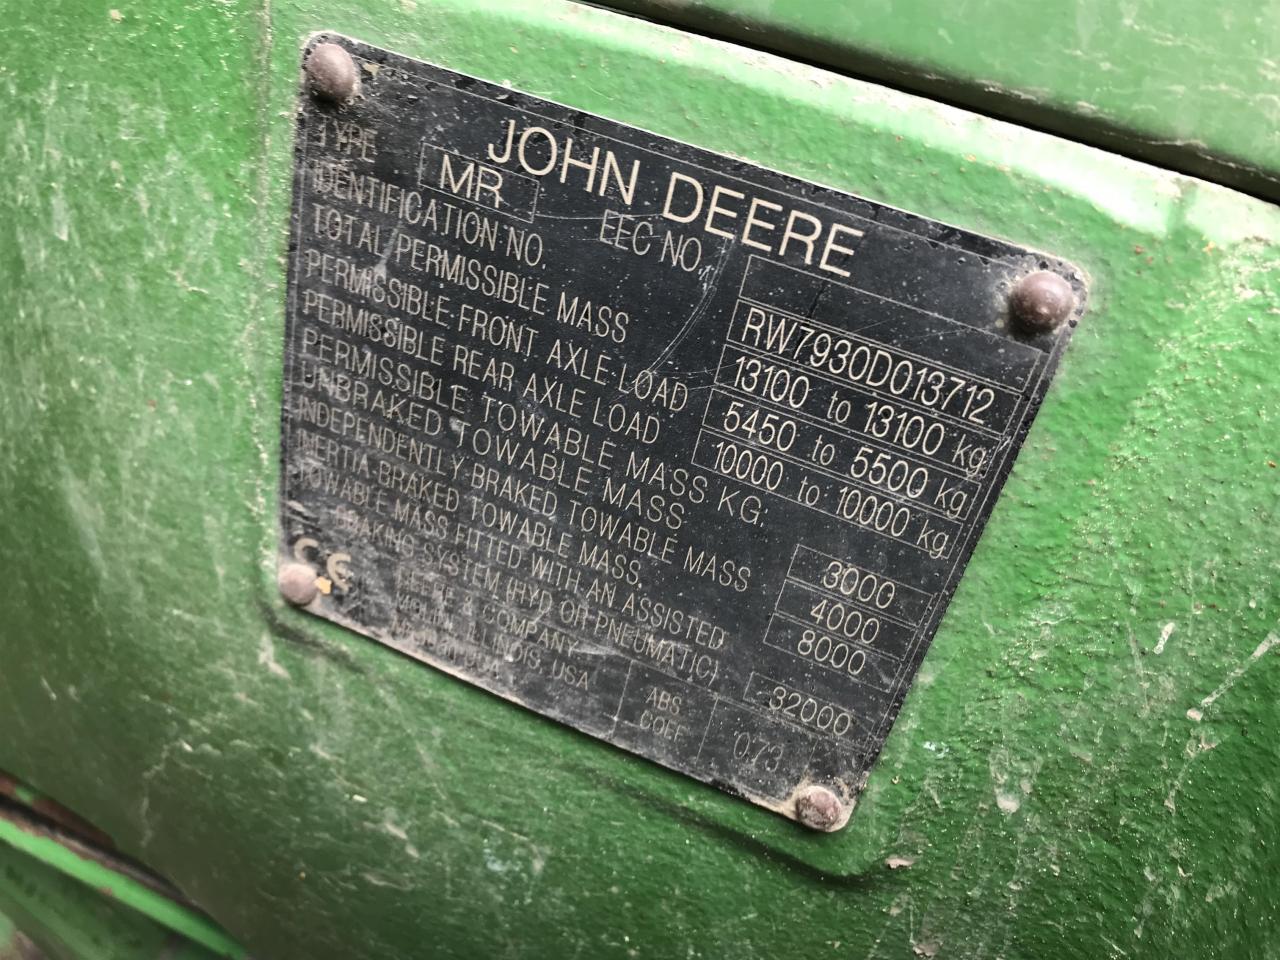 JOHN DEERE
TYPE MR EEC NO.
IDENTIFICATION NO. RW7930D013712
TOTAL PERMISSIBLE MASS 13100 to 13100 kg
PERMISSIBLE FRONT AXLE LOAD 5450 to 5500 kg
PERMISSIBLE REAR AXLE LOAD 10000 to 10000 kg
PERMISSIBLE TOWABLE MASS KG.
UNBRAKED TOWABLE MASS 3000
INDEPENDENTLY BRAKED TOWABLE MASS 4000
INERTIA BRAKED TOWABLE MASS. 8000
TOWABLE MASS FITTED WITH AN ASSISTED
BRAKING SYSTEM (HYD OR PNEUMATIC) 32000
CE
DEERE & COMPANY
MOLINE, ILLINOIS, USA
ABS
COEF
0.73